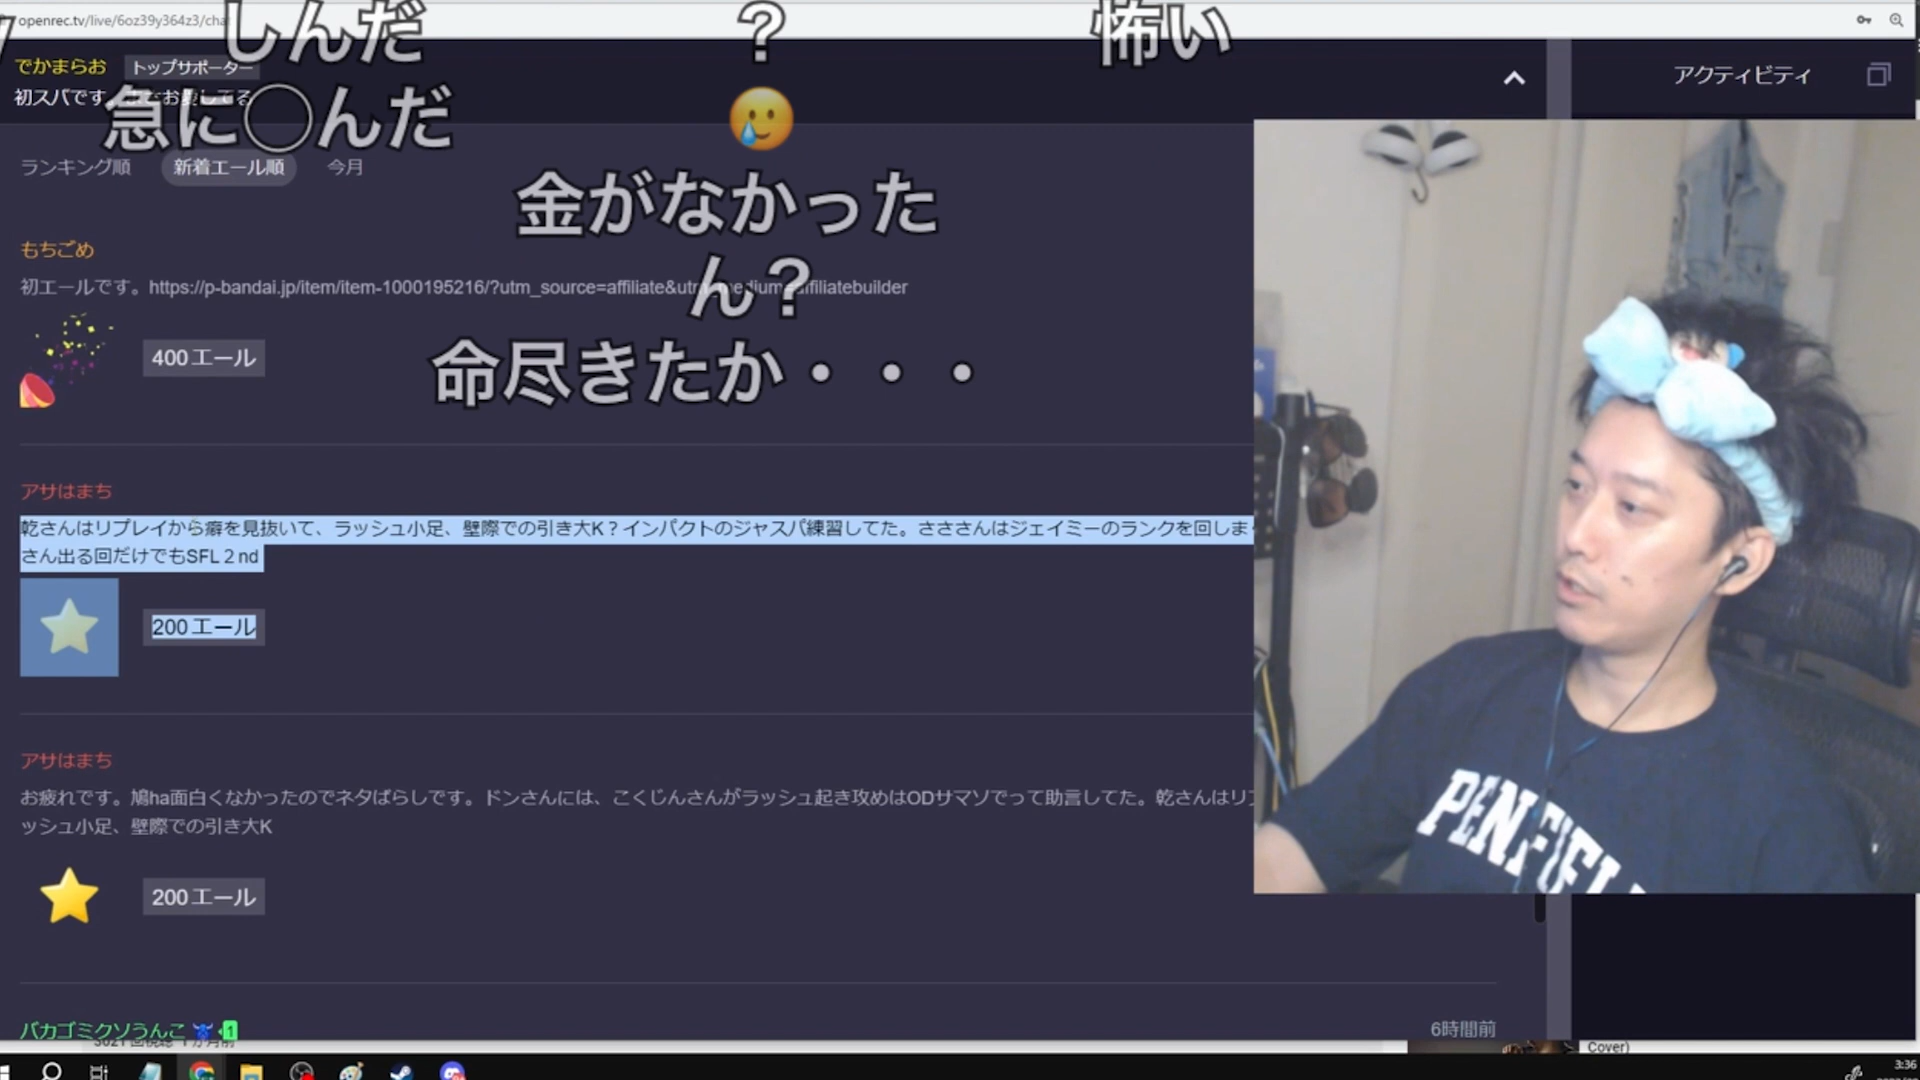 openrec.tv/live/6oz39y364z3/cha
しんだ
？
怖い
でかまらお
トップサポーター
初スパです。
急に◯んだ
アクティビティ
ランキング順
新着エール順
今月
金がなかった
もちごめ
初エールです。https://p-bandai.jp/item/item-1000195216/?utm_source=affiliate&utm_medium=affiliatebuilder
ん？
400エール
命尽きたか・・・
アサはまち
乾さんはリプレイから癖を見抜いて、ラッシュ小足、壁際での引き大K？インパクトのジャスパ練習してた。さささんはジェイミーのランクを回しま
さん出る回だけでもSFL２nd
200エール
アサはまち
お疲れです。鳩ha面白くなかったのでネタばらしです。ドンさんには、こくじんさんがラッシュ起き攻めはODサマソでって助言してた。乾さんはリ
ッシュ小足、壁際での引き大K
200エール
バカゴミクソうんこ
1
6時間前
Cover)
3:36
PENFIEL